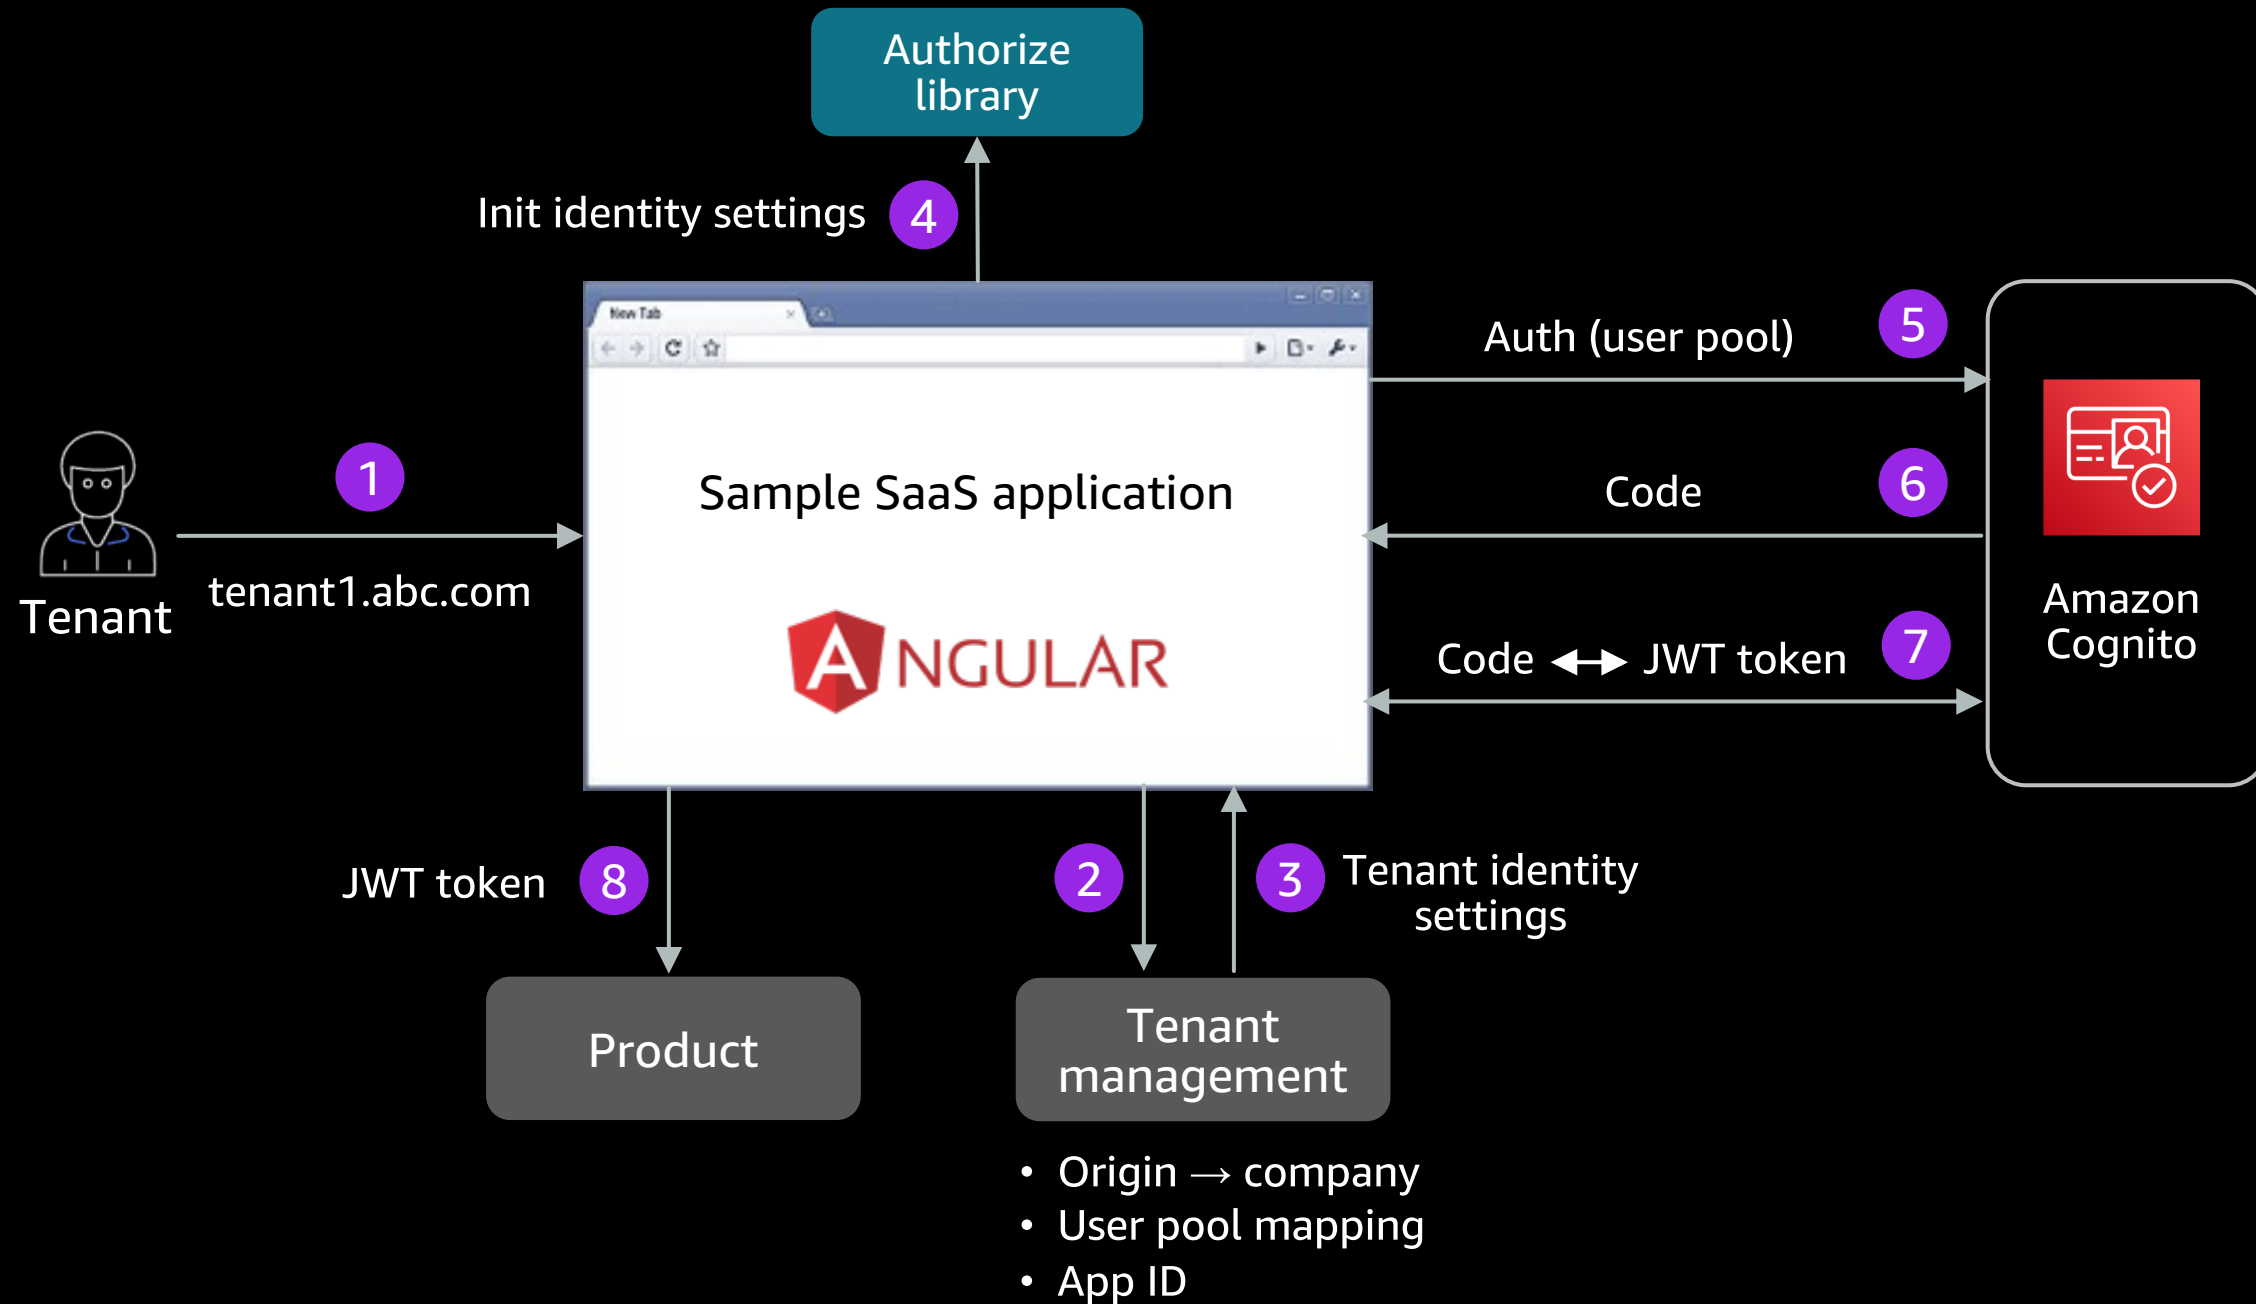 Authorize
library
Init identity settings
4
New Tab
Auth (user pool)
5
1
Sample SaaS application
Code
6
tenant1.abc.com
Tenant
ANGULAR
Amazon
Cognito
Code ↔ JWT token
7
JWT token
8
2
3
Tenant identity
settings
Product
Tenant
management
• Origin → company
• User pool mapping
• App ID